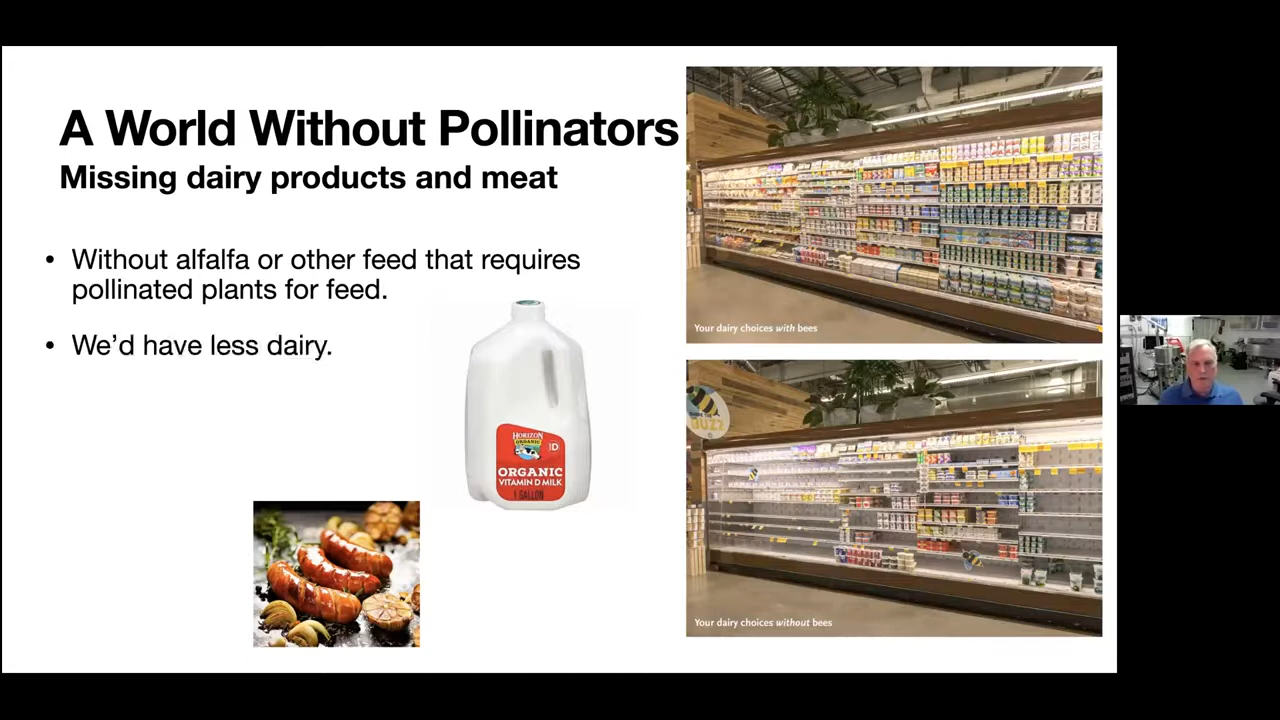 A World Without Pollinators
Missing dairy products and meat
• Without alfalfa or other feed that requires
pollinated plants for feed.
• We’d have less dairy.
HORIZON
ORGANIC
D
ORGANIC
VITAMIN D MILK
1 GALLON
Your dairy choices with bees
BUZZ
Your dairy choices without bees